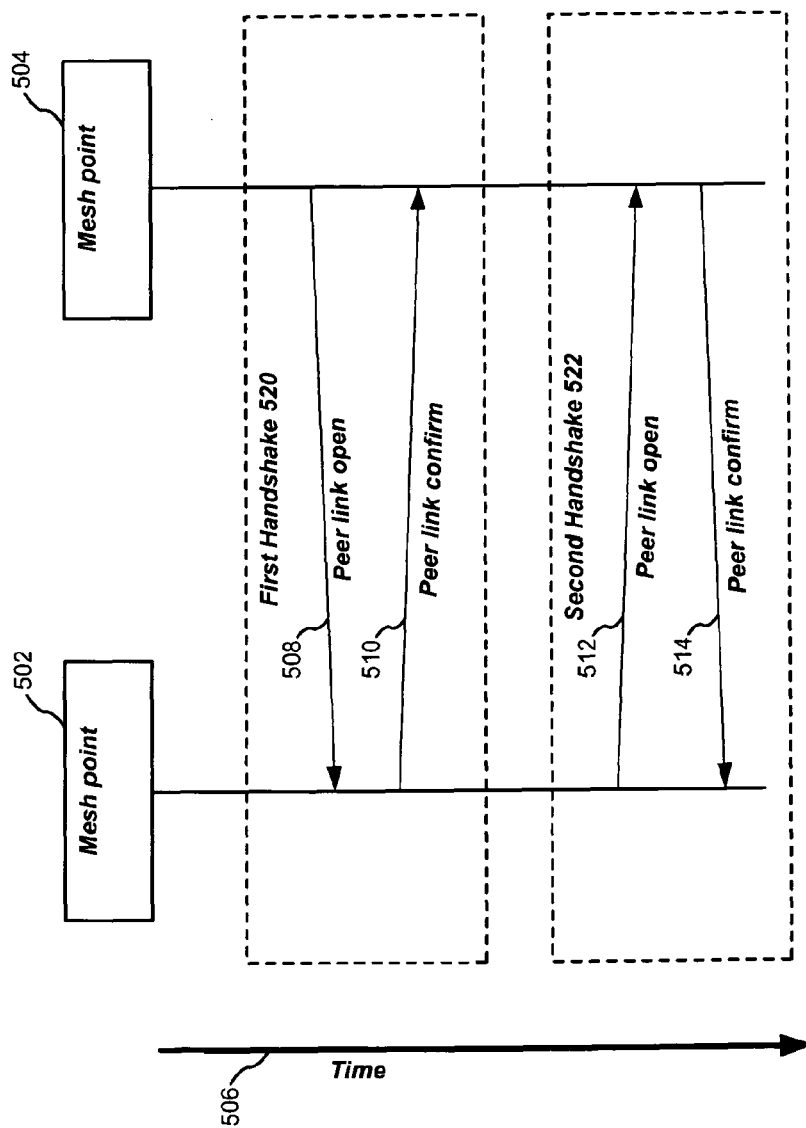 502
504
Mesh point
Mesh point
First Handshake 520
508
Peer link open
510
Peer link confirm
Second Handshake 522
512
Peer link open
514
Peer link confirm
Time
506